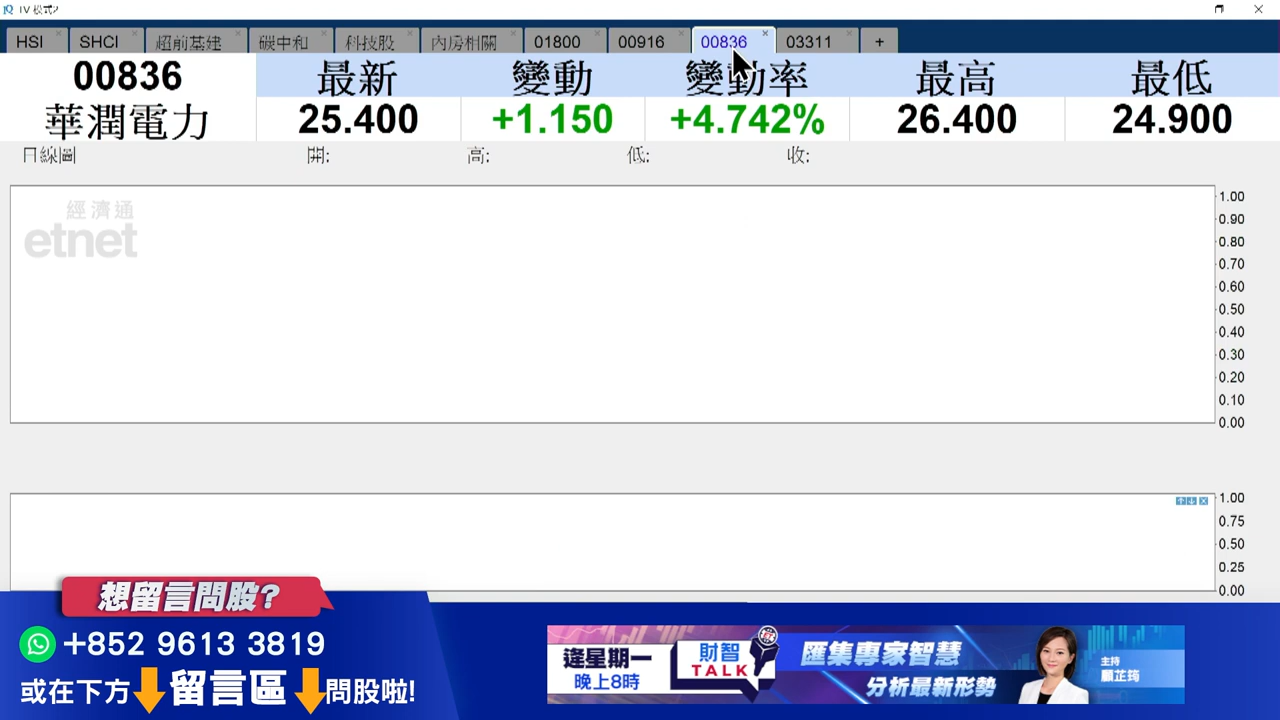 TV 模式2
HSI SHCI 超前基建 碳中和 科技股 內房相關 01800 00916 00836 03311 +
00836 最新 變動 變動率 最高 最低
華潤電力 25.400 +1.150 +4.742% 26.400 24.900
日線圖 開: 高: 低: 收:
經濟通
etnet
1.00
0.90
0.80
0.70
0.60
0.50
0.40
0.30
0.20
0.10
0.00
1.00
0.75
0.50
0.25
0.00
想留言問股?
+852 9613 3819
或在下方留言區問股啦!
逢星期一
晚上8時
財智
TALK
匯集專家智慧
分析最新形勢
主持
顧芷筠